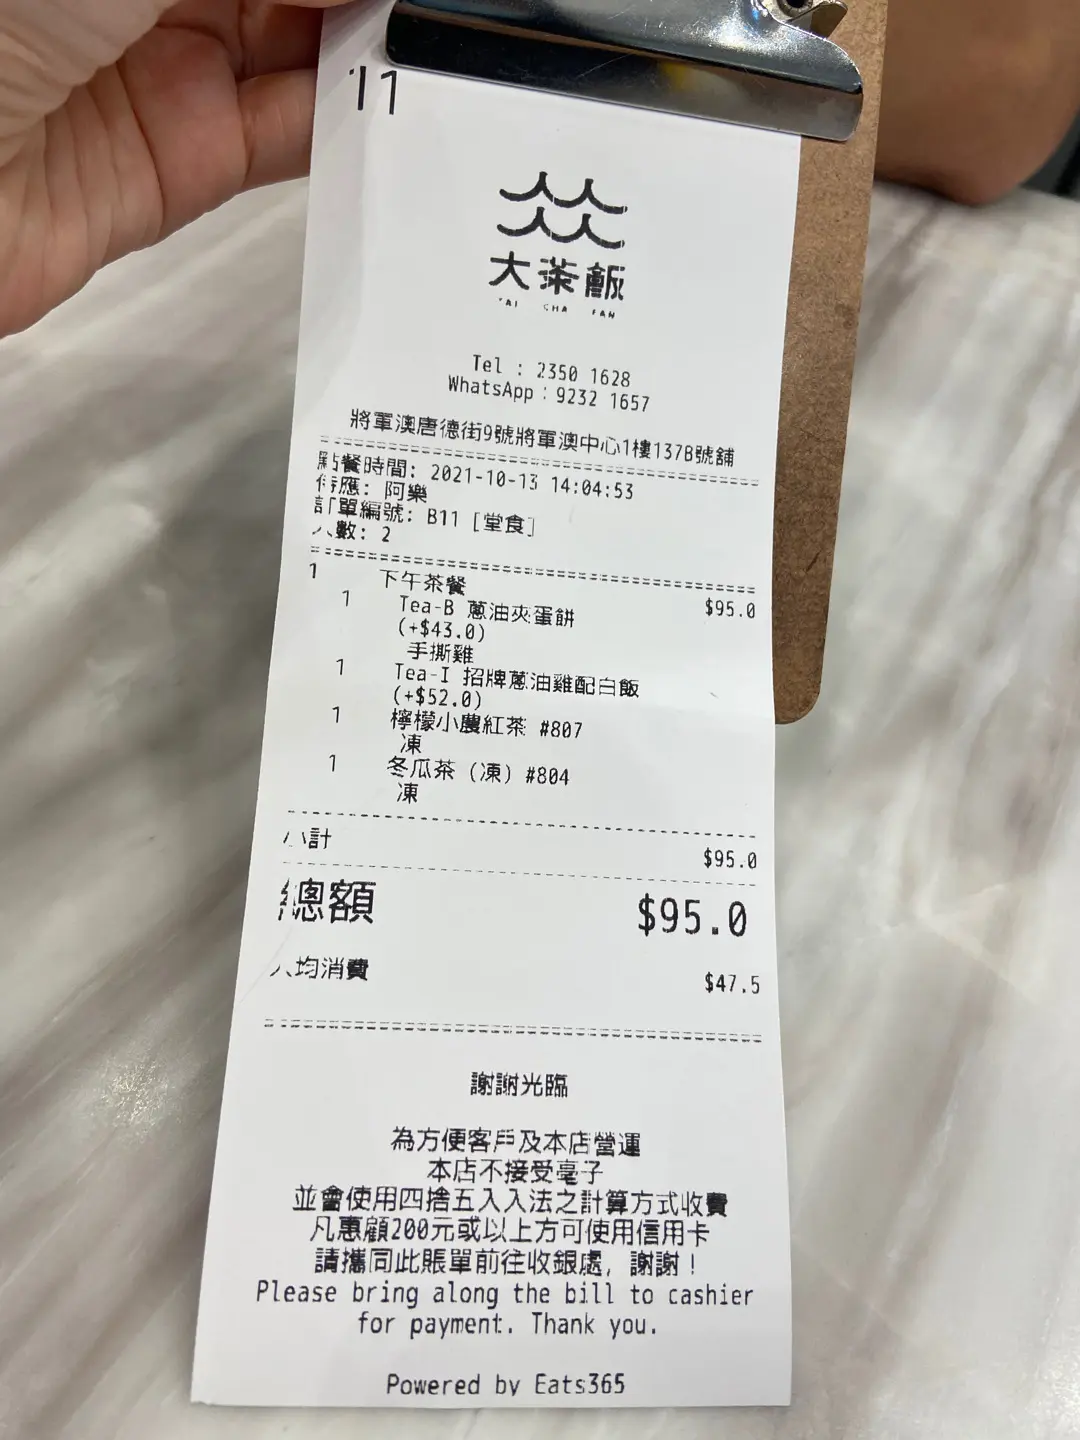 11
大茶飯
TAI CHA FAN
Tel : 2350 1628
WhatsApp : 9232 1657
將軍澳唐德街9號將軍澳中心1樓137B號舖
點餐時間: 2021-10-13 14:04:53
侍應: 阿樂
訂單編號: B11 [堂食]
人數: 2
1 下午茶餐 $95.0
1 Tea-B 蔥油夾蛋餅
(+$43.0)
手撕雞
1 Tea-I 招牌蔥油雞配白飯
(+$52.0)
1 檸檬小農紅茶 #807
凍
1 冬瓜茶 (凍) #804
凍
小計 $95.0
總額 $95.0
人均消費 $47.5
謝謝光臨
為方便客戶及本店營運
本店不接受毫子
並會使用四捨五入入法之計算方式收費
凡惠顧200元或以上方可使用信用卡
請攜同此賬單前往收銀處, 謝謝!
Please bring along the bill to cashier
for payment. Thank you.
Powered by Eats365